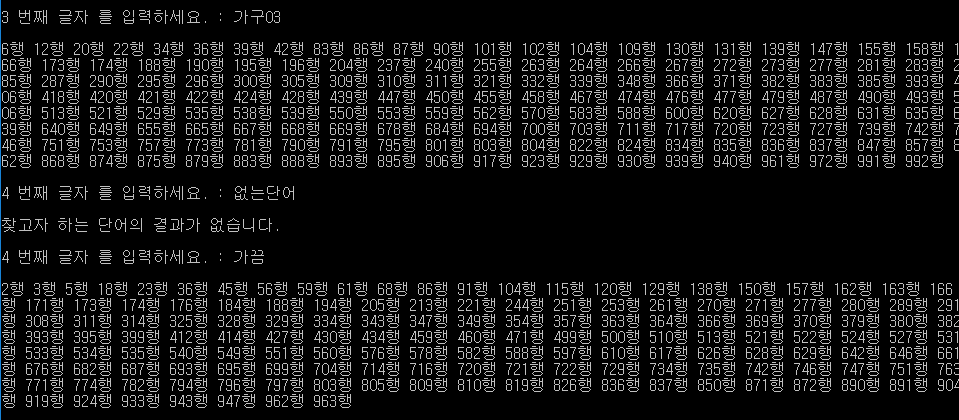 3 번째 글자 를 입력하세요. : 가구03
6행 12행 20행 22행 34행 36행 39행 42행 83행 86행 87행 90행 101행 102행 104행 109행 130행 131행 139행 147행 155행 158행 1
66행 173행 174행 188행 190행 195행 196행 204행 237행 240행 255행 263행 264행 266행 267행 272행 273행 277행 281행 283행 2
85행 287행 290행 295행 296행 300행 305행 309행 310행 311행 321행 332행 339행 348행 366행 371행 382행 383행 385행 393행 4
06행 418행 420행 421행 422행 424행 428행 439행 447행 450행 455행 458행 467행 474행 476행 477행 479행 487행 490행 493행 5
06행 513행 521행 529행 535행 538행 539행 550행 553행 559행 562행 570행 583행 588행 600행 620행 627행 628행 631행 635행 6
39행 640행 649행 655행 665행 667행 668행 669행 678행 684행 694행 700행 703행 711행 717행 720행 723행 727행 739행 742행 7
46행 751행 753행 757행 773행 781행 790행 791행 795행 801행 803행 804행 822행 824행 834행 835행 836행 837행 847행 857행 8
62행 868행 874행 875행 879행 883행 888행 893행 895행 906행 917행 923행 929행 930행 939행 940행 961행 972행 991행 992행
4 번째 글자 를 입력하세요. : 없는단어
찾고자 하는 단어의 결과가 없습니다.
4 번째 글자 를 입력하세요. : 가끔
2행 3행 5행 18행 23행 36행 45행 56행 59행 61행 68행 86행 91행 104행 115행 120행 129행 138행 150행 157행 162행 163행 166
행 171행 173행 174행 176행 184행 188행 194행 205행 213행 221행 244행 251행 253행 261행 270행 271행 277행 280행 289행 291
행 308행 311행 314행 325행 328행 329행 334행 343행 347행 349행 354행 357행 363행 364행 366행 369행 370행 379행 380행 382
행 393행 395행 399행 412행 414행 427행 430행 434행 459행 460행 471행 499행 500행 510행 513행 521행 522행 524행 527행 531
행 533행 534행 535행 540행 549행 551행 560행 576행 578행 582행 588행 597행 610행 617행 626행 628행 629행 642행 646행 661
행 676행 682행 687행 693행 695행 699행 704행 714행 716행 720행 721행 722행 729행 734행 735행 742행 746행 747행 751행 763
행 771행 774행 782행 794행 796행 797행 803행 805행 809행 810행 819행 826행 836행 837행 850행 871행 872행 890행 891행 904
행 919행 924행 933행 943행 947행 962행 963행